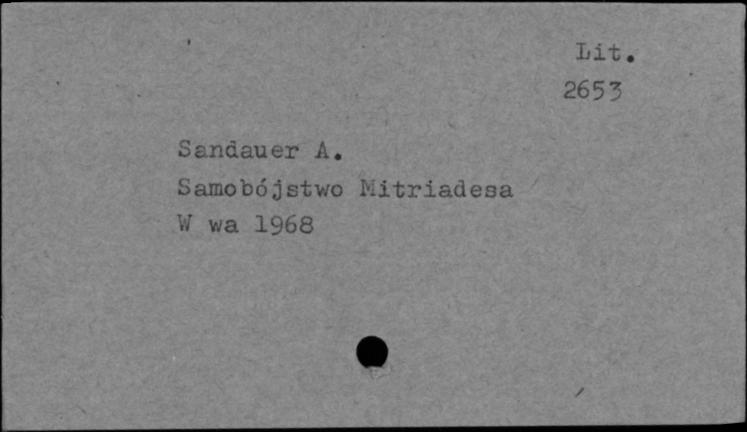 Lit.
2653
Sandauer A.
Samobójstwo Mitriadesa
W wa 1968